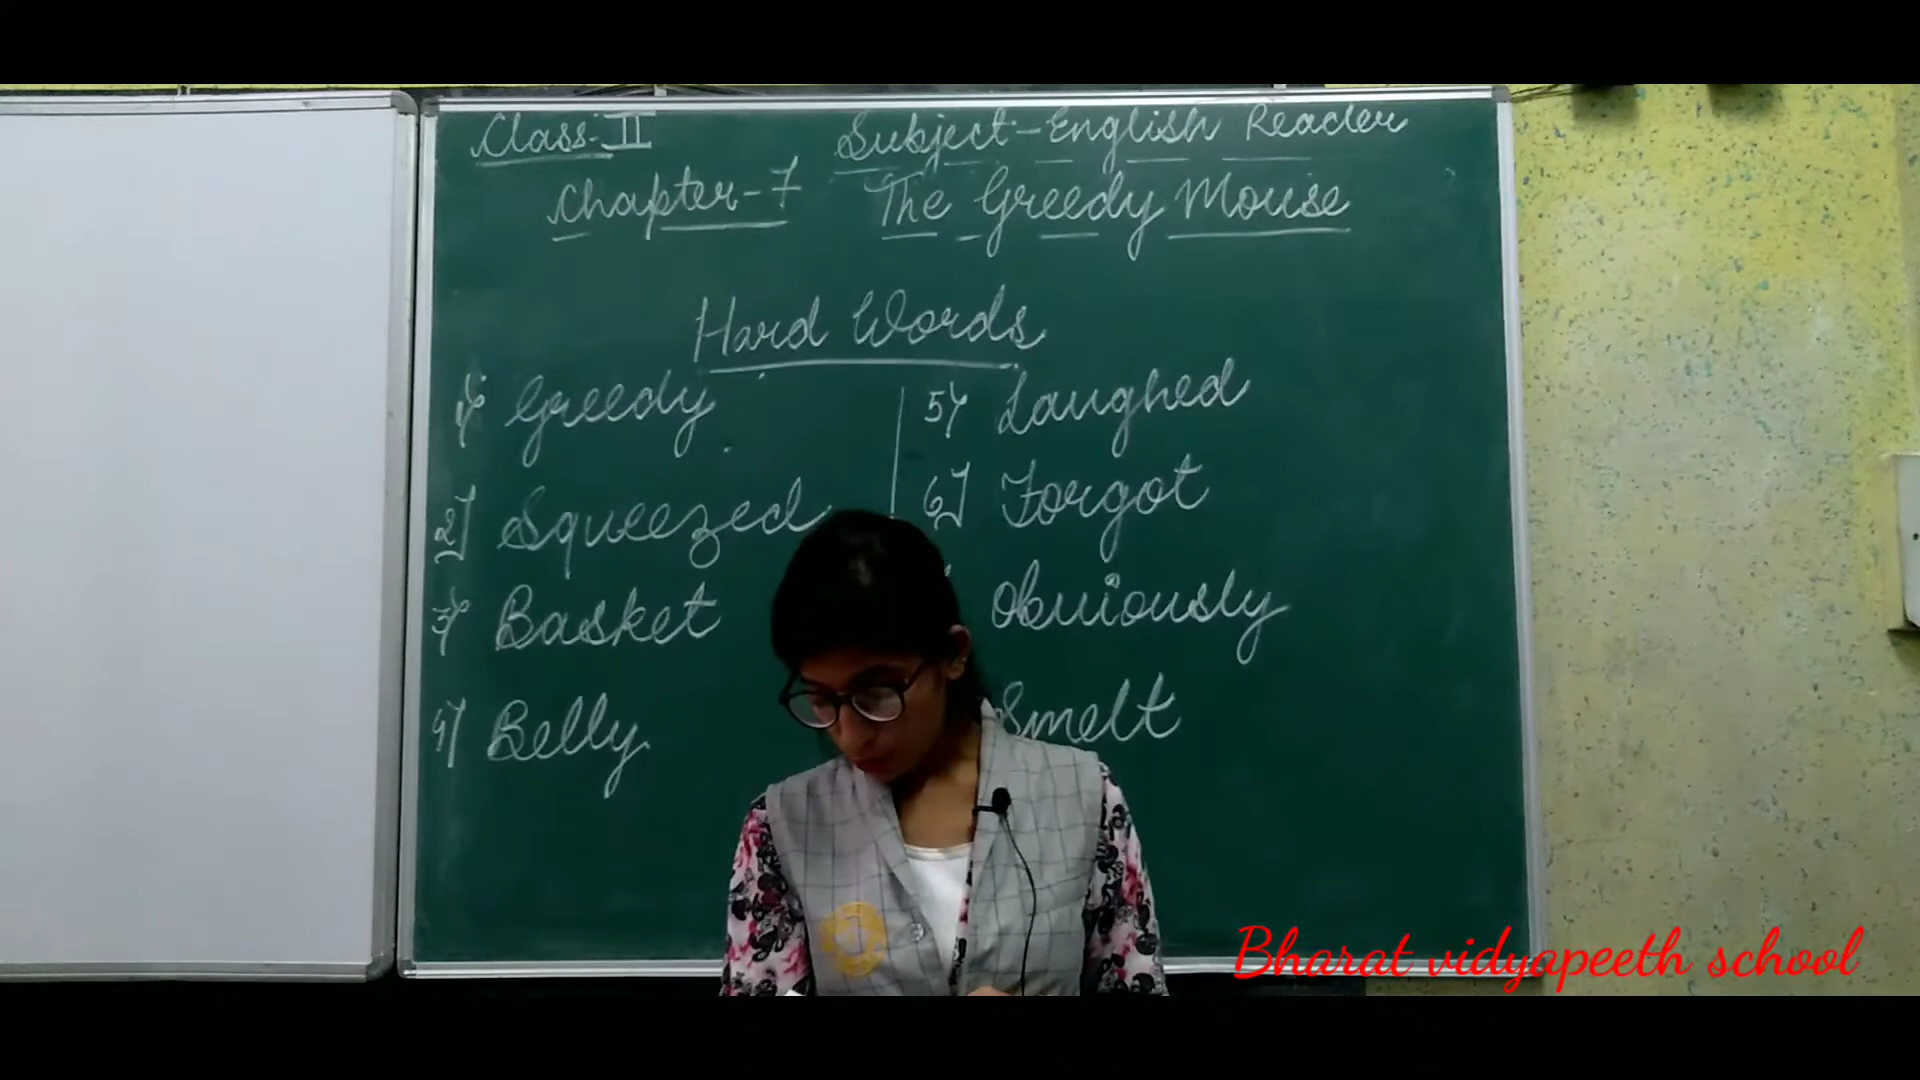 Class-II Subject-English Reader
Chapter-7 The Greedy Mouse
Hard Words
1) Greedy
2) Squeezed
3) Basket
4) Belly
5) Laughed
6) Forgot
Obviously
Smelt
Bharat vidyapeeth school